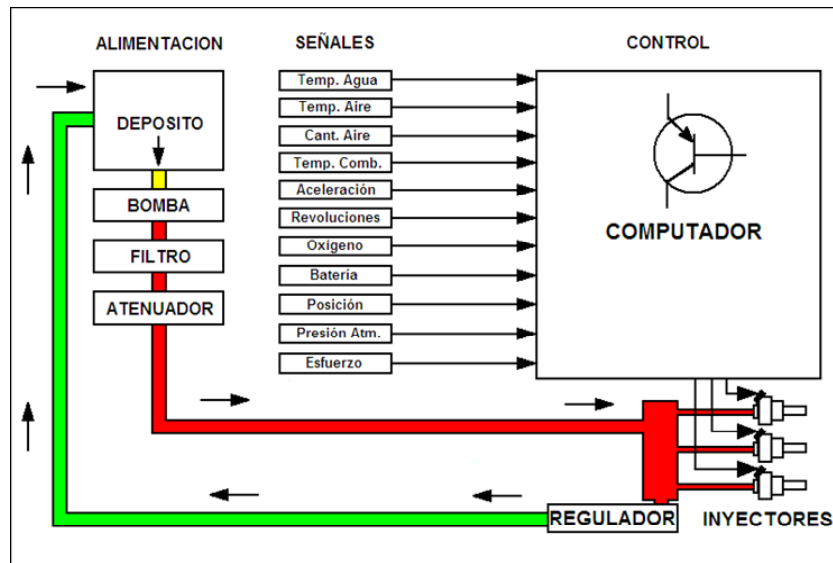 ALIMENTACION
SEÑALES
CONTROL
DEPOSITO
BOMBA
FILTRO
ATENUADOR
Temp. Agua
Temp. Aire
Cant. Aire
Temp. Comb.
Aceleración
Revoluciones
Oxígeno
Batería
Posición
Presión Atm.
Esfuerzo
COMPUTADOR
REGULADOR
INYECTORES